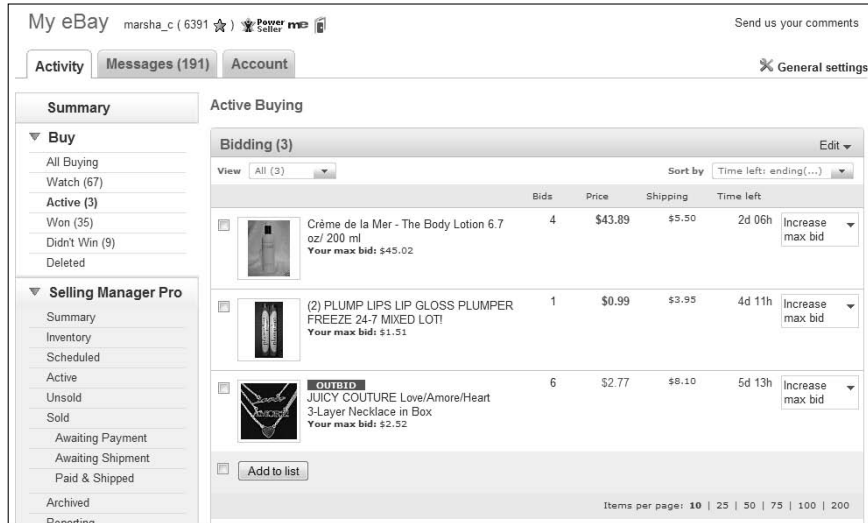 My eBay marsha_c ( 6391 ) Power Seller me
Send us your comments
Activity Messages (191) Account
General settings
Summary
Buy
All Buying
Watch (67)
Active (3)
Won (35)
Didn't Win (9)
Deleted
Selling Manager Pro
Summary
Inventory
Scheduled
Active
Unsold
Sold
Awaiting Payment
Awaiting Shipment
Paid & Shipped
Archived
Reporting
Active Buying
Bidding (3) Edit
View All (3) Sort by Time left: ending(...)
Bids Price Shipping Time left
Crème de la Mer - The Body Lotion 6.7 4 $43.89 $5.50 2d 06h Increase
oz/ 200 ml max bid
Your max bid: $45.02
(2) PLUMP LIPS LIP GLOSS PLUMPER 1 $0.99 $3.95 4d 11h Increase
FREEZE 24-7 MIXED LOT! max bid
Your max bid: $1.51
OUTBID 6 $2.77 $8.10 5d 13h Increase
JUICY COUTURE Love/Amore/Heart max bid
3-Layer Necklace in Box
Your max bid: $2.52
Add to list
Items per page: 10 | 25 | 50 | 75 | 100 | 200